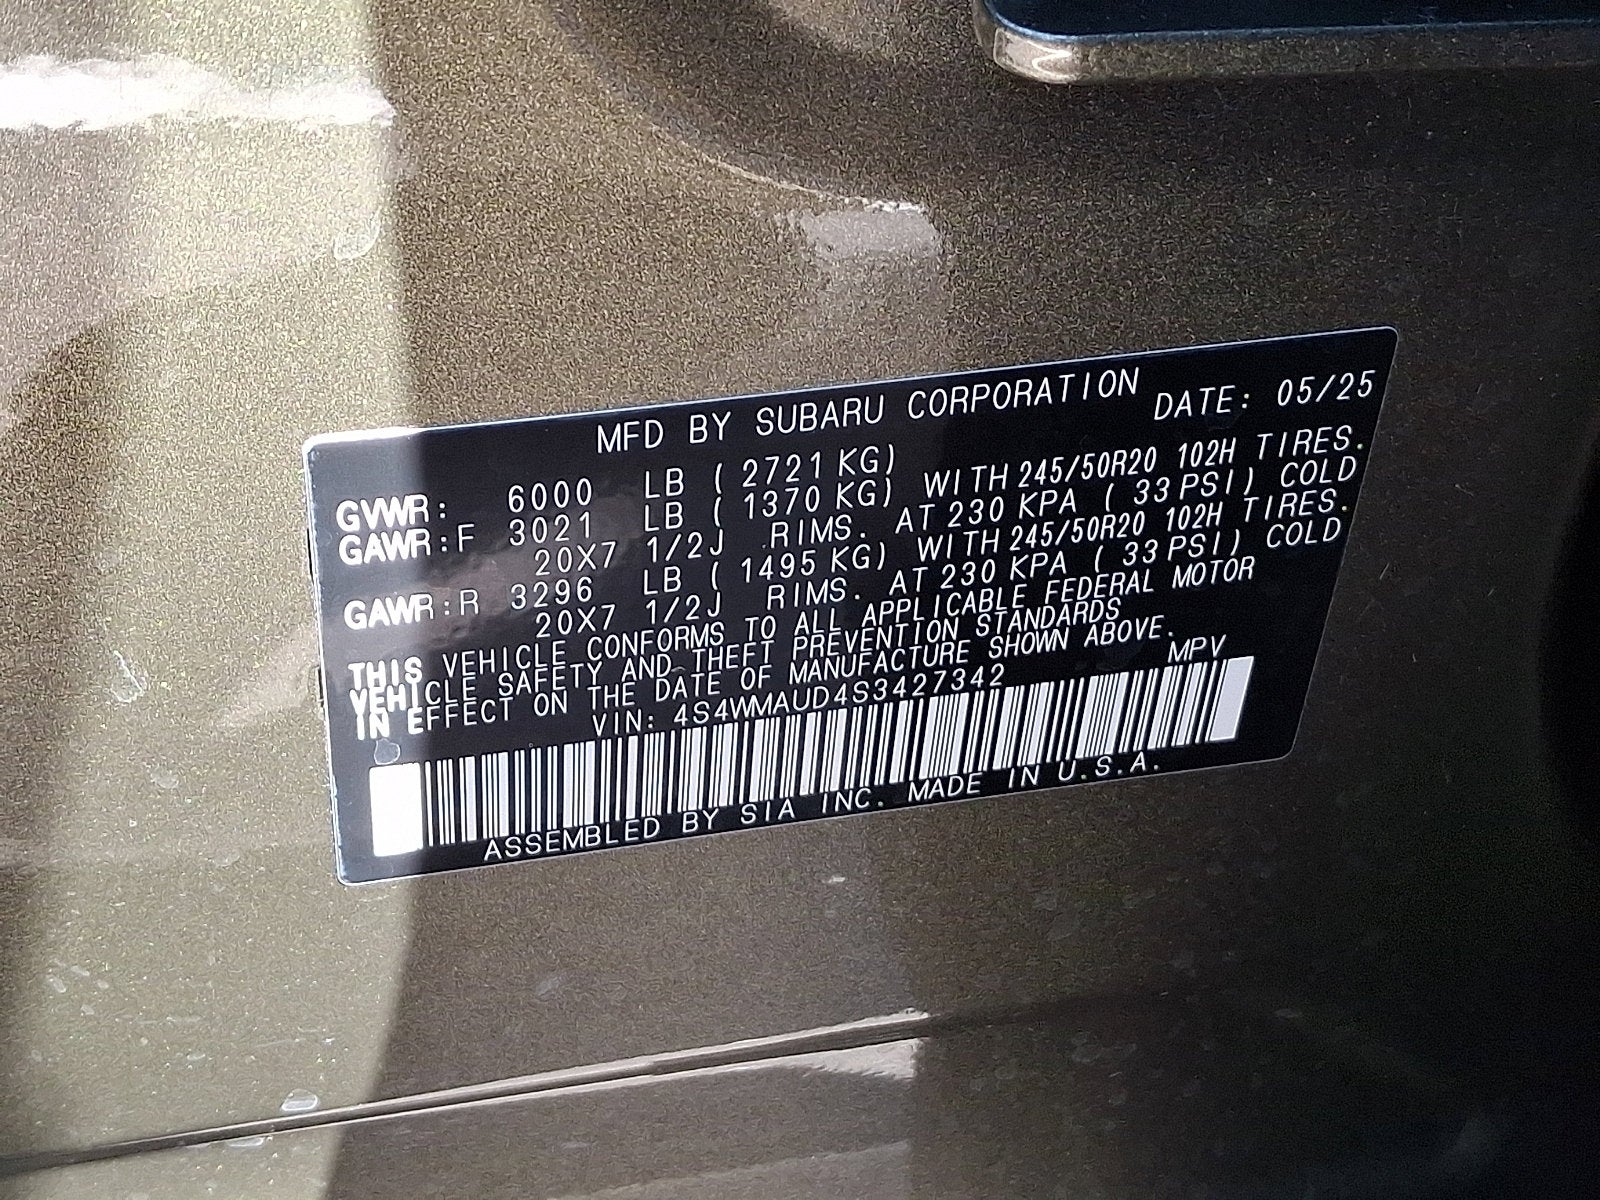 MFD BY SUBARU CORPORATION DATE: 05/25
GVWR: 6000 LB ( 2721 KG)
GAWR:F 3021 LB ( 1370 KG) WITH 245/50R20 102H TIRES.
20X7 1/2J RIMS. AT 230 KPA ( 33 PSI) COLD
GAWR:R 3296 LB ( 1495 KG) WITH 245/50R20 102H TIRES.
20X7 1/2J RIMS. AT 230 KPA ( 33 PSI) COLD
THIS VEHICLE CONFORMS TO ALL APPLICABLE FEDERAL MOTOR
VEHICLE SAFETY AND THEFT PREVENTION STANDARDS
IN EFFECT ON THE DATE OF MANUFACTURE SHOWN ABOVE.
VIN: 4S4WMAUD4S3427342 MPV
ASSEMBLED BY SIA INC. MADE IN U.S.A.